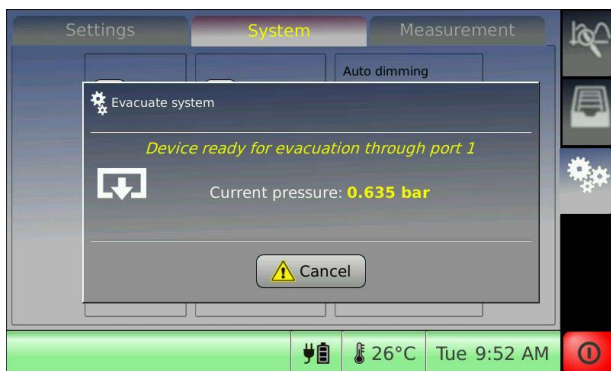 Settings
System
Measurement
Auto dimming
Evacuate system
Device ready for evacuation through port 1
Current pressure: 0.635 bar
Cancel
26°C
Tue 9:52 AM